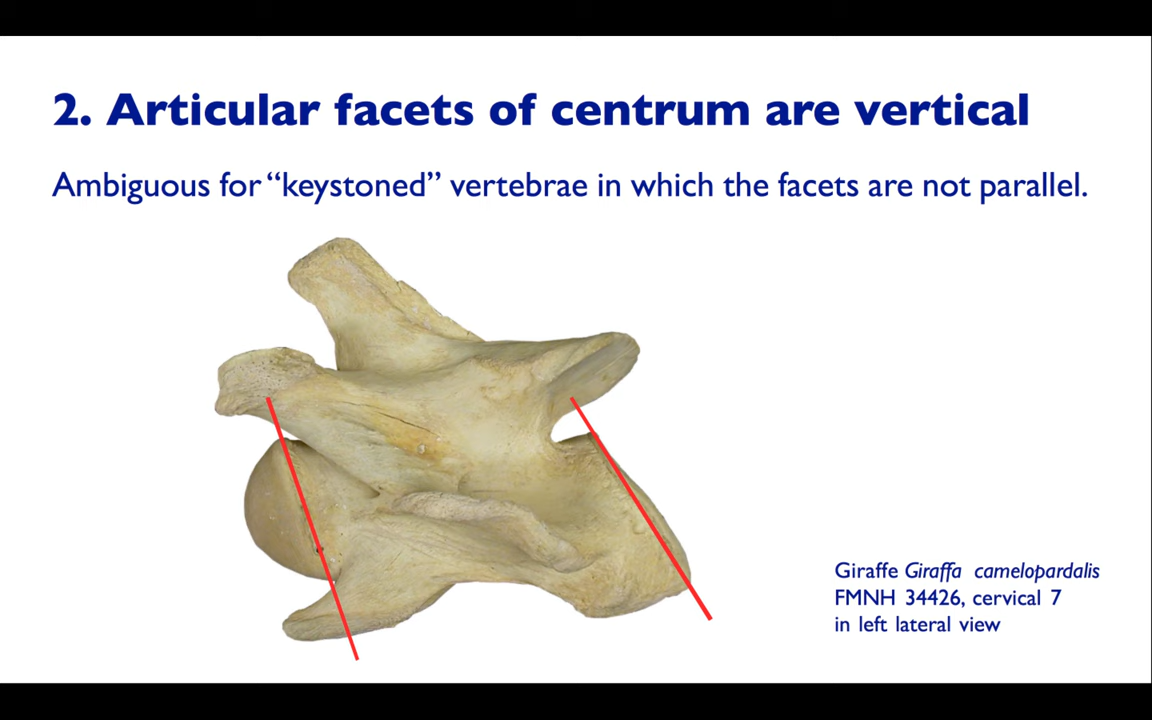 2. Articular facets of centrum are vertical
Ambiguous for “keystoned” vertebrae in which the facets are not parallel.
Giraffe Giraffa camelopardalis
FMNH 34426, cervical 7
in left lateral view